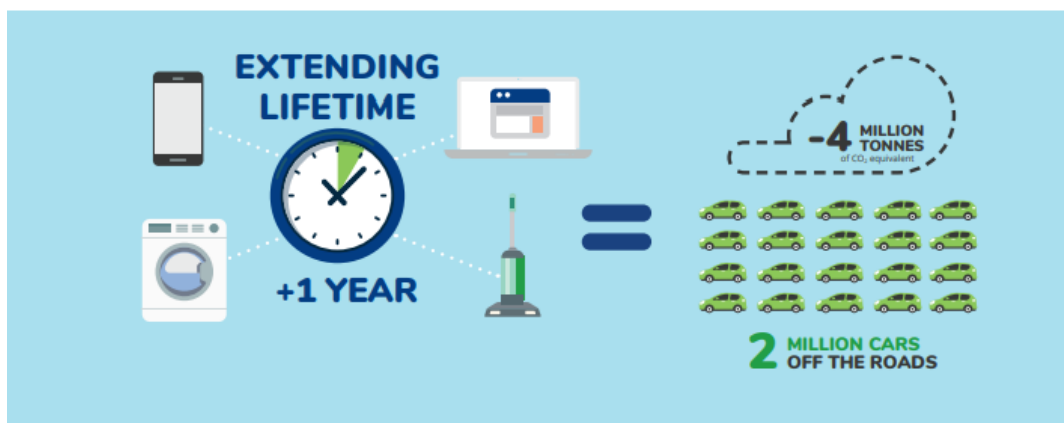 EXTENDING
LIFETIME
+1 YEAR
-4 MILLION
TONNES
of CO₂ equivalent
2 MILLION CARS
OFF THE ROADS